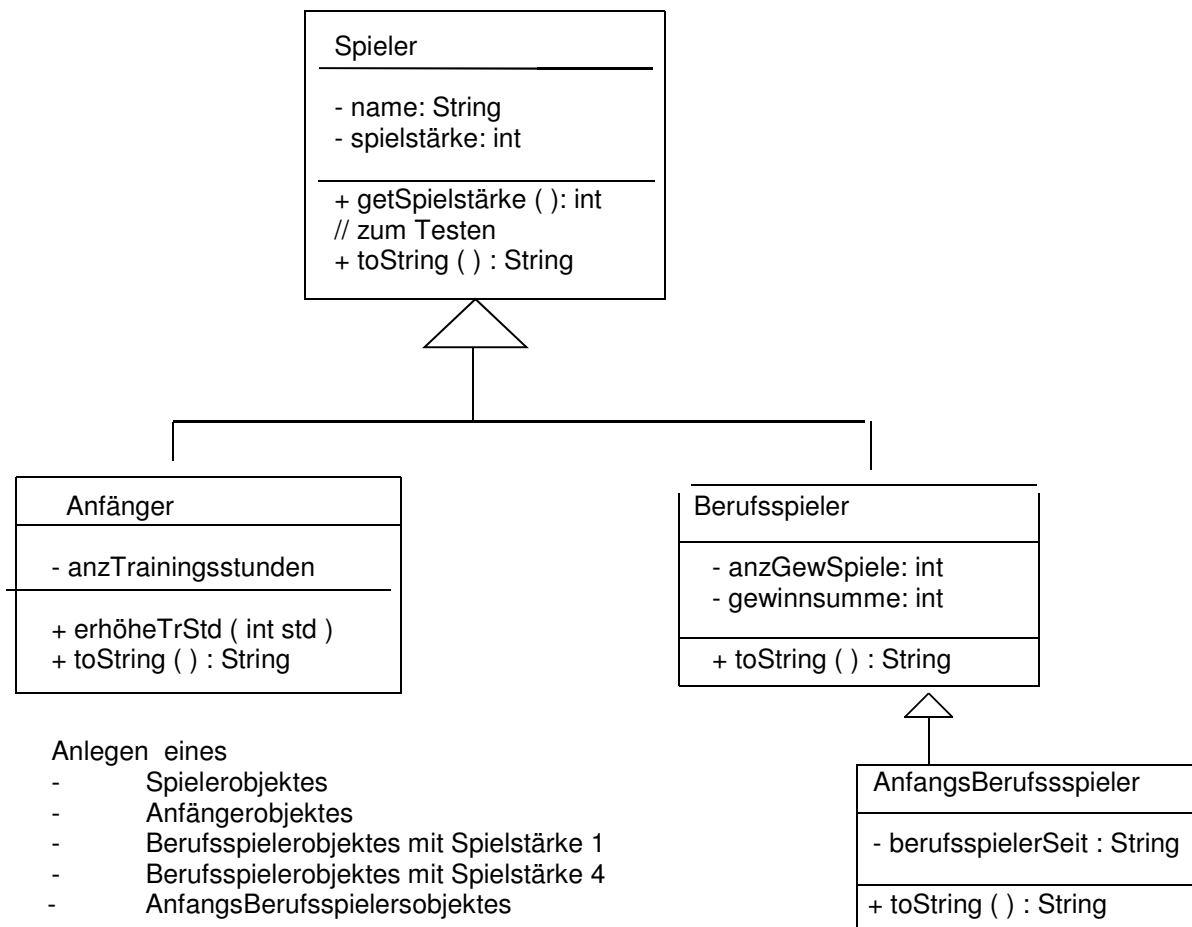 Spieler
- name: String
- spielstärke: int
+ getSpielstärke ( ): int
// zum Testen
+ toString ( ) : String
Anfänger
- anzTrainingsstunden
+ erhöheTrStd ( int std )
+ toString ( ) : String
Berufsspieler
- anzGewSpiele: int
- gewinnsumme: int
+ toString ( ) : String
AnfangsBerufssspieler
- berufsspielerSeit : String
+ toString ( ) : String
Anlegen eines
- Spielerobjektes
- Anfängerobjektes
- Berufsspielerobjektes mit Spielstärke 1
- Berufsspielerobjektes mit Spielstärke 4
- AnfangsBerufsspielersobjektes